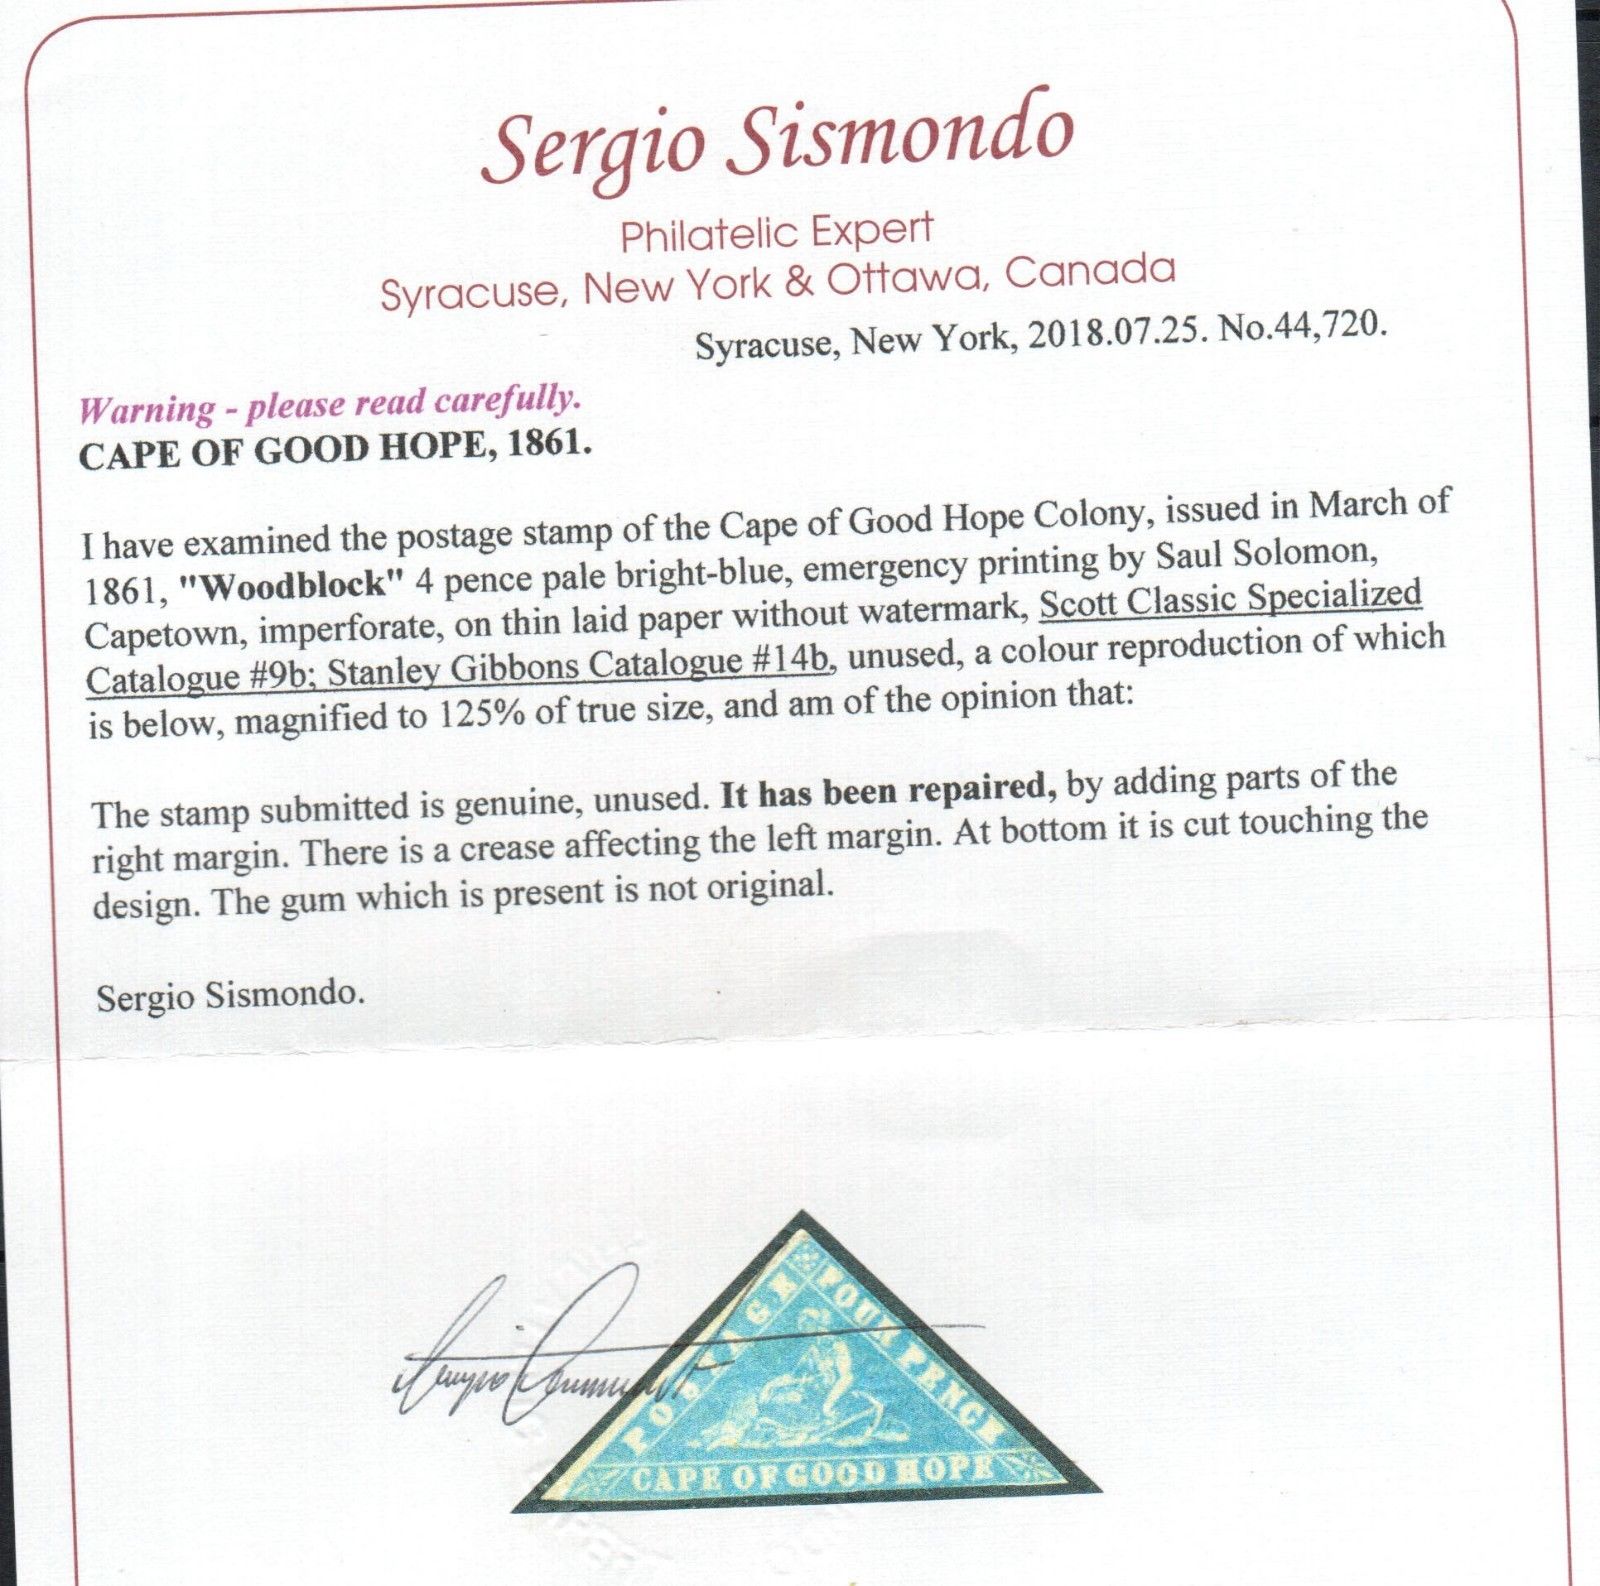 Sergio Sismondo
Philatelic Expert
Syracuse, New York & Ottawa, Canada
Syracuse, New York, 2018.07.25. No.44,720.
Warning - please read carefully.
CAPE OF GOOD HOPE, 1861.
I have examined the postage stamp of the Cape of Good Hope Colony, issued in March of
1861, "Woodblock" 4 pence pale bright-blue, emergency printing by Saul Solomon,
Capetown, imperforate, on thin laid paper without watermark, Scott Classic Specialized
Catalogue #9b; Stanley Gibbons Catalogue #14b, unused, a colour reproduction of which
is below, magnified to 125% of true size, and am of the opinion that:
The stamp submitted is genuine, unused. It has been repaired, by adding parts of the
right margin. There is a crease affecting the left margin. At bottom it is cut touching the
design. The gum which is present is not original.
Sergio Sismondo.
Sergio Sismondo
POSTAGE
FOUR PENCE
CAPE OF GOOD HOPE